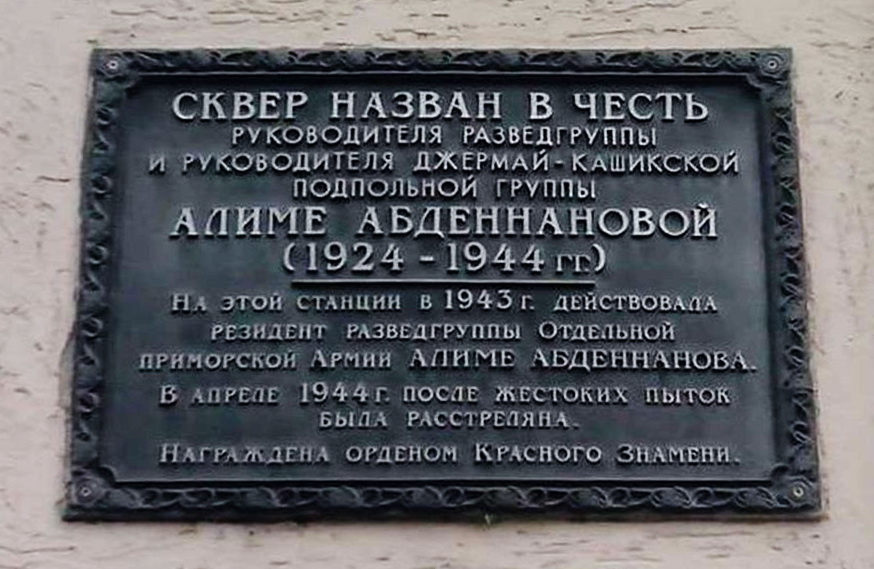 СКВЕР НАЗВАН В ЧЕСТЬ
РУКОВОДИТЕЛЯ РАЗВЕДГРУППЫ
И РУКОВОДИТЕЛЯ ДЖЕРМАЙ-КАШИКСКОЙ
ПОДПОЛЬНОЙ ГРУППЫ
АЛИМЕ АБДЕННАНОВОЙ
(1924 - 1944 гг.)
НА ЭТОЙ СТАНЦИИ В 1943 Г. ДЕЙСТВОВАЛА
РЕЗИДЕНТ РАЗВЕДГРУППЫ ОТДЕЛЬНОЙ
ПРИМОРСКОЙ АРМИИ АЛИМЕ АБДЕННАНОВА.
В АПРЕЛЕ 1944 Г. ПОСЛЕ ЖЕСТОКИХ ПЫТОК
БЫЛА РАССТРЕЛЯНА.
НАГРАЖДЕНА ОРДЕНОМ КРАСНОГО ЗНАМЕНИ.